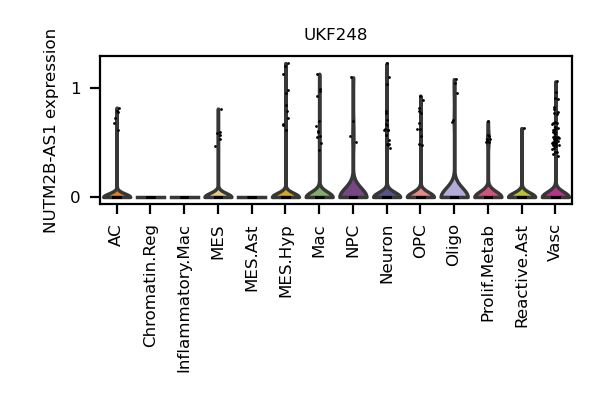 UKF248
NUTM2B-AS1 expression
1
0
AC
Chromatin.Reg
Inflammatory.Mac
MES
MES.Ast
MES.Hyp
Mac
NPC
Neuron
OPC
Oligo
Prolif.Metab
Reactive.Ast
Vasc